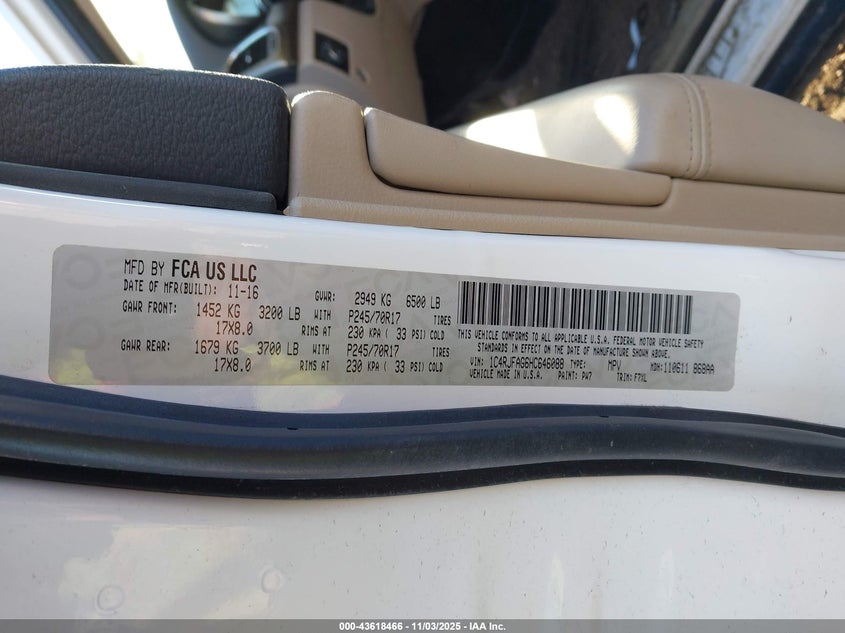 MFD BY FCA US LLC
DATE OF MFR(BUILT): 11-16 GVWR: 2949 KG 6500 LB
GAWR FRONT: 1452 KG 3200 LB WITH P245/70R17 TIRES
17X8.0 RIMS AT 230 KPA ( 33 PSI) COLD
GAWR REAR: 1679 KG 3700 LB WITH P245/70R17 TIRES
17X8.0 RIMS AT 230 KPA ( 33 PSI) COLD
THIS VEHICLE CONFORMS TO ALL APPLICABLE U.S.A. FEDERAL MOTOR VEHICLE SAFETY
STANDARDS IN EFFECT ON THE DATE OF MANUFACTURE SHOWN ABOVE.
VIN: 1C4RJFAG6HC646088 TYPE: MPV MDH: 110611 868AA
VEHICLE MADE IN U.S.A. PAINT: PW7 TRIM: F7XL
000-43618466 - 11/03/2025 - IAA Inc.